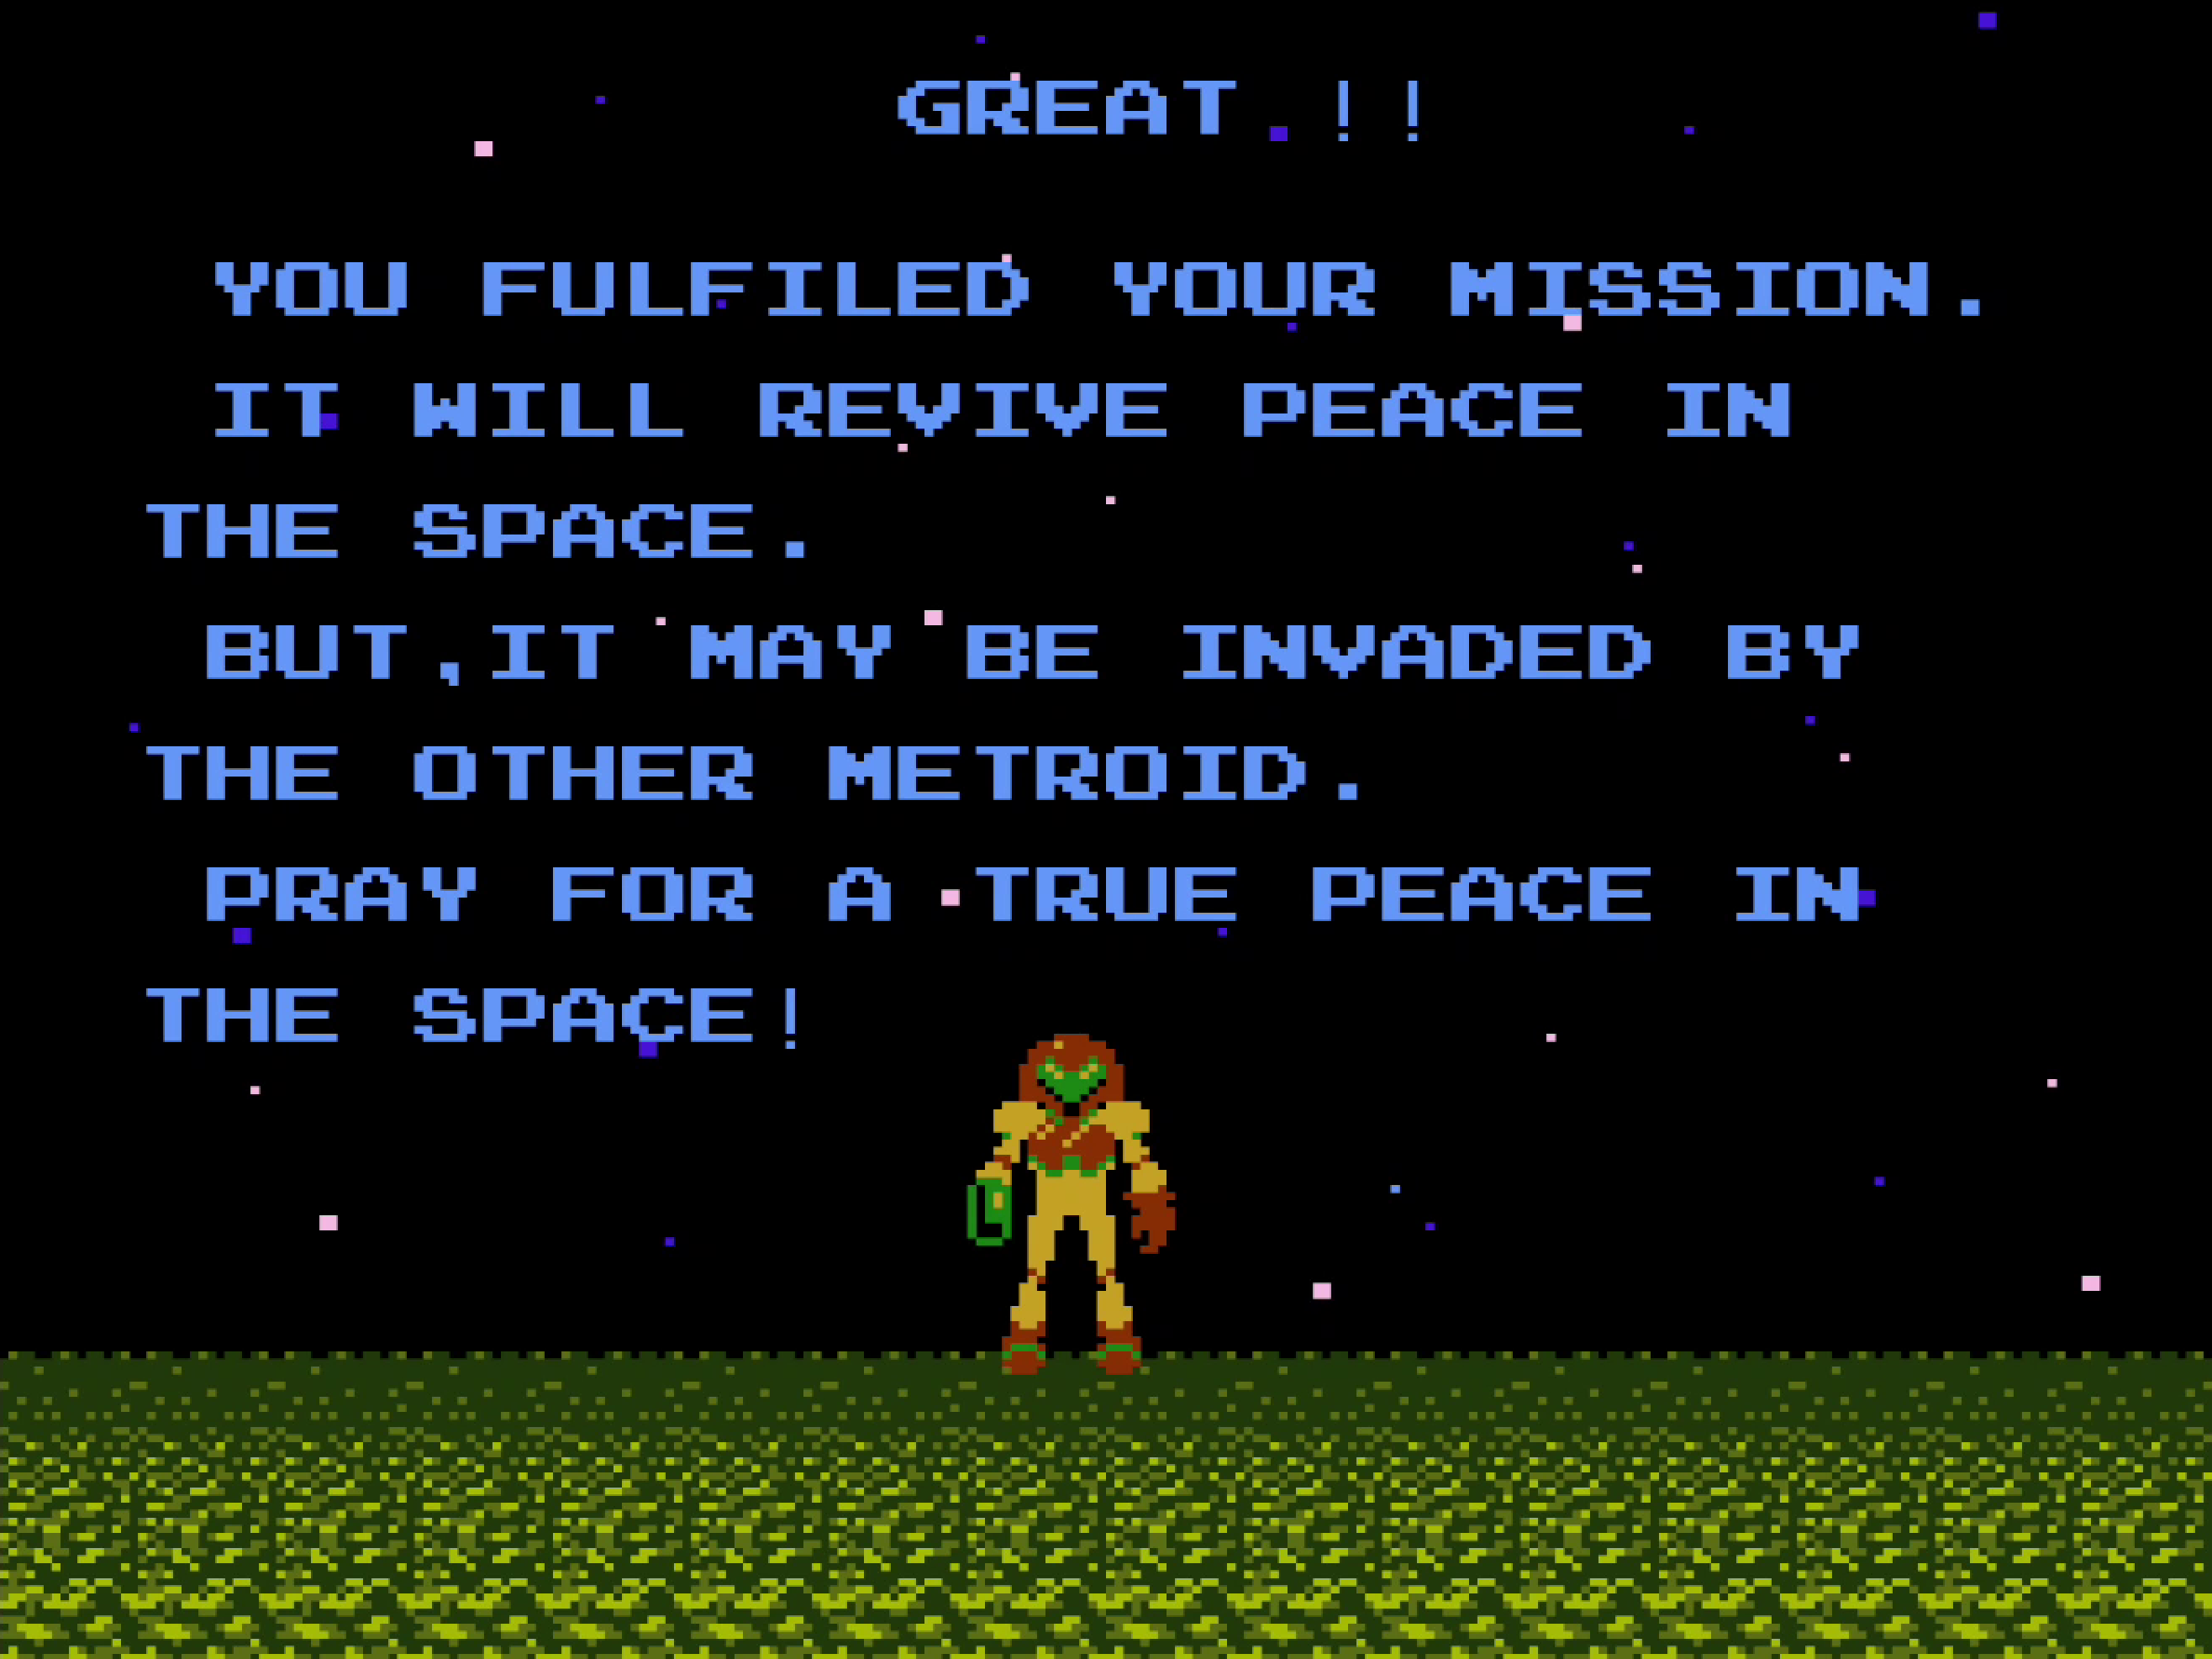 GREAT !!
YOU FULFILED YOUR MISSION.
IT WILL REVIVE PEACE IN
THE SPACE.
BUT,IT MAY BE INVADED BY
THE OTHER METROID.
PRAY FOR A TRUE PEACE IN
THE SPACE!